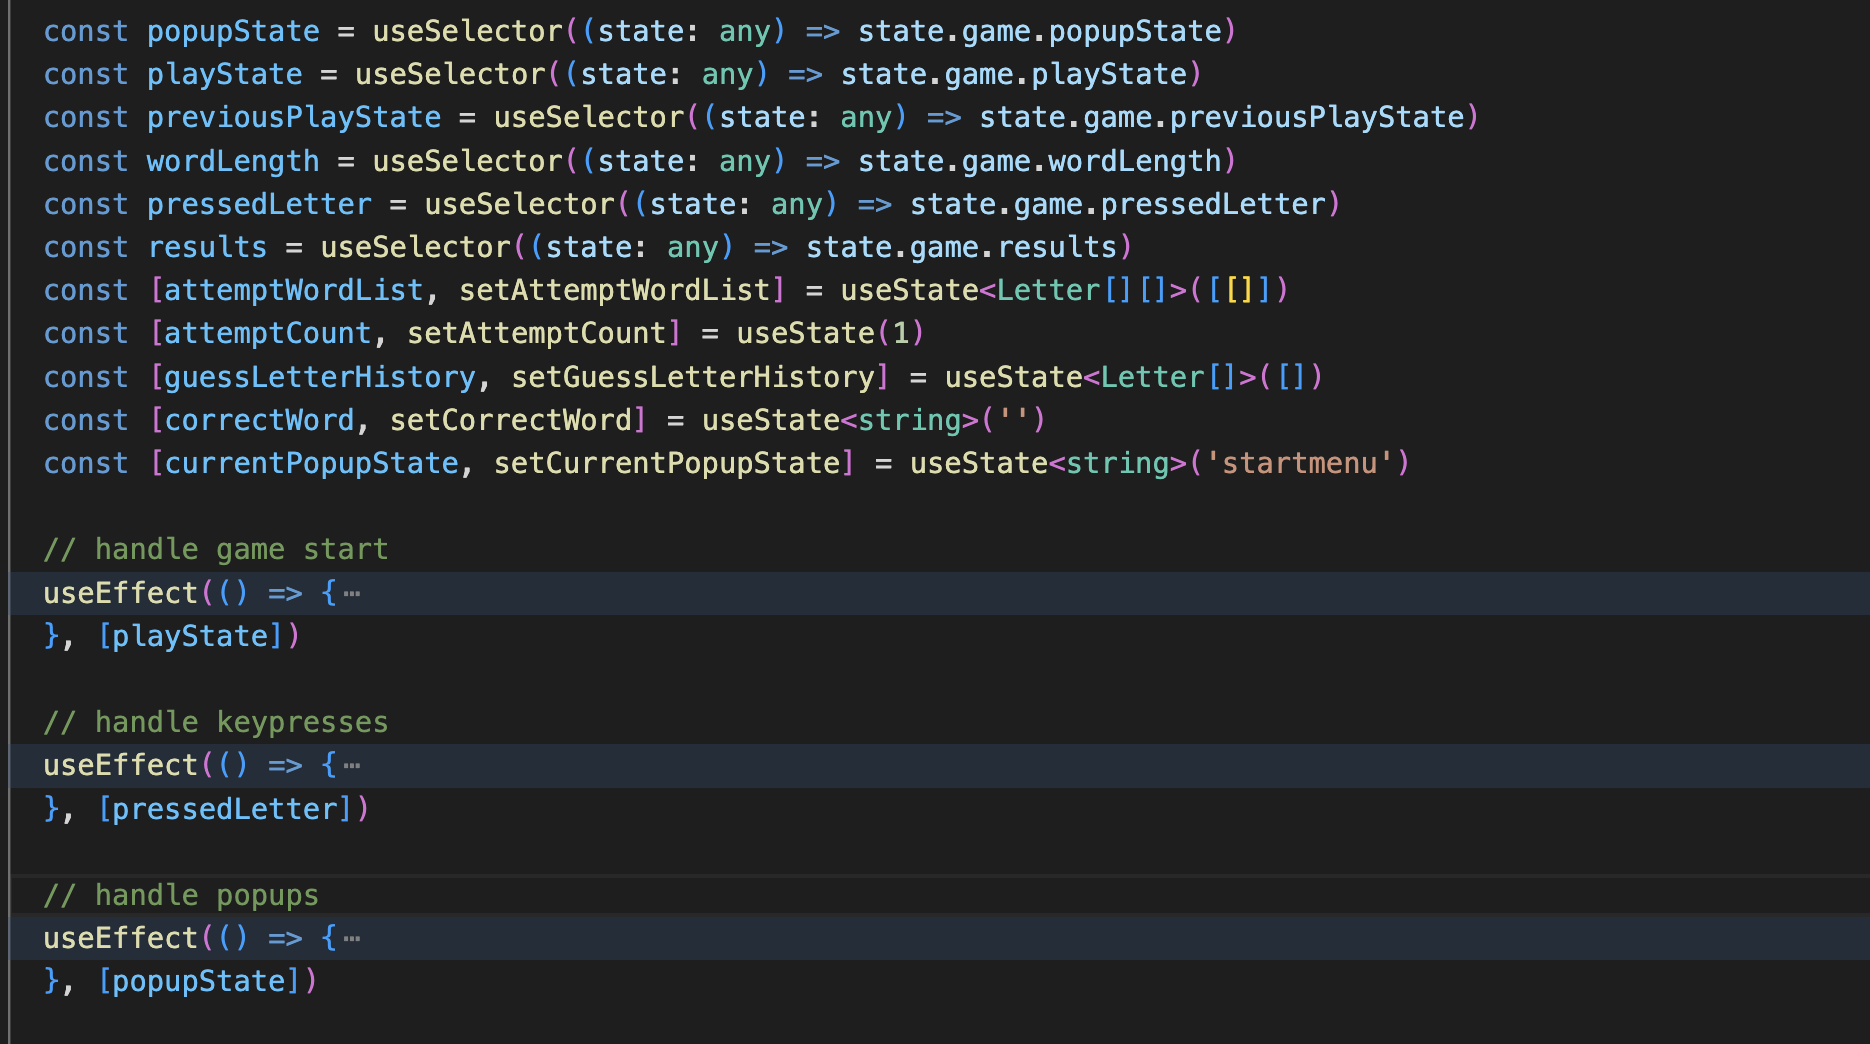 const popupState = useSelector((state: any) => state.game.popupState)
const playState = useSelector((state: any) => state.game.playState)
const previousPlayState = useSelector((state: any) => state.game.previousPlayState)
const wordLength = useSelector((state: any) => state.game.wordLength)
const pressedLetter = useSelector((state: any) => state.game.pressedLetter)
const results = useSelector((state: any) => state.game.results)
const [attemptWordList, setAttemptWordList] = useState<Letter[][]>([[]])
const [attemptCount, setAttemptCount] = useState(1)
const [guessLetterHistory, setGuessLetterHistory] = useState<Letter[]>([])
const [correctWord, setCorrectWord] = useState<string>('')
const [currentPopupState, setCurrentPopupState] = useState<string>('startmenu')
// handle game start
useEffect(() => {⋯
}, [playState])
// handle keypresses
useEffect(() => {⋯
}, [pressedLetter])
// handle popups
useEffect(() => {⋯
}, [popupState])